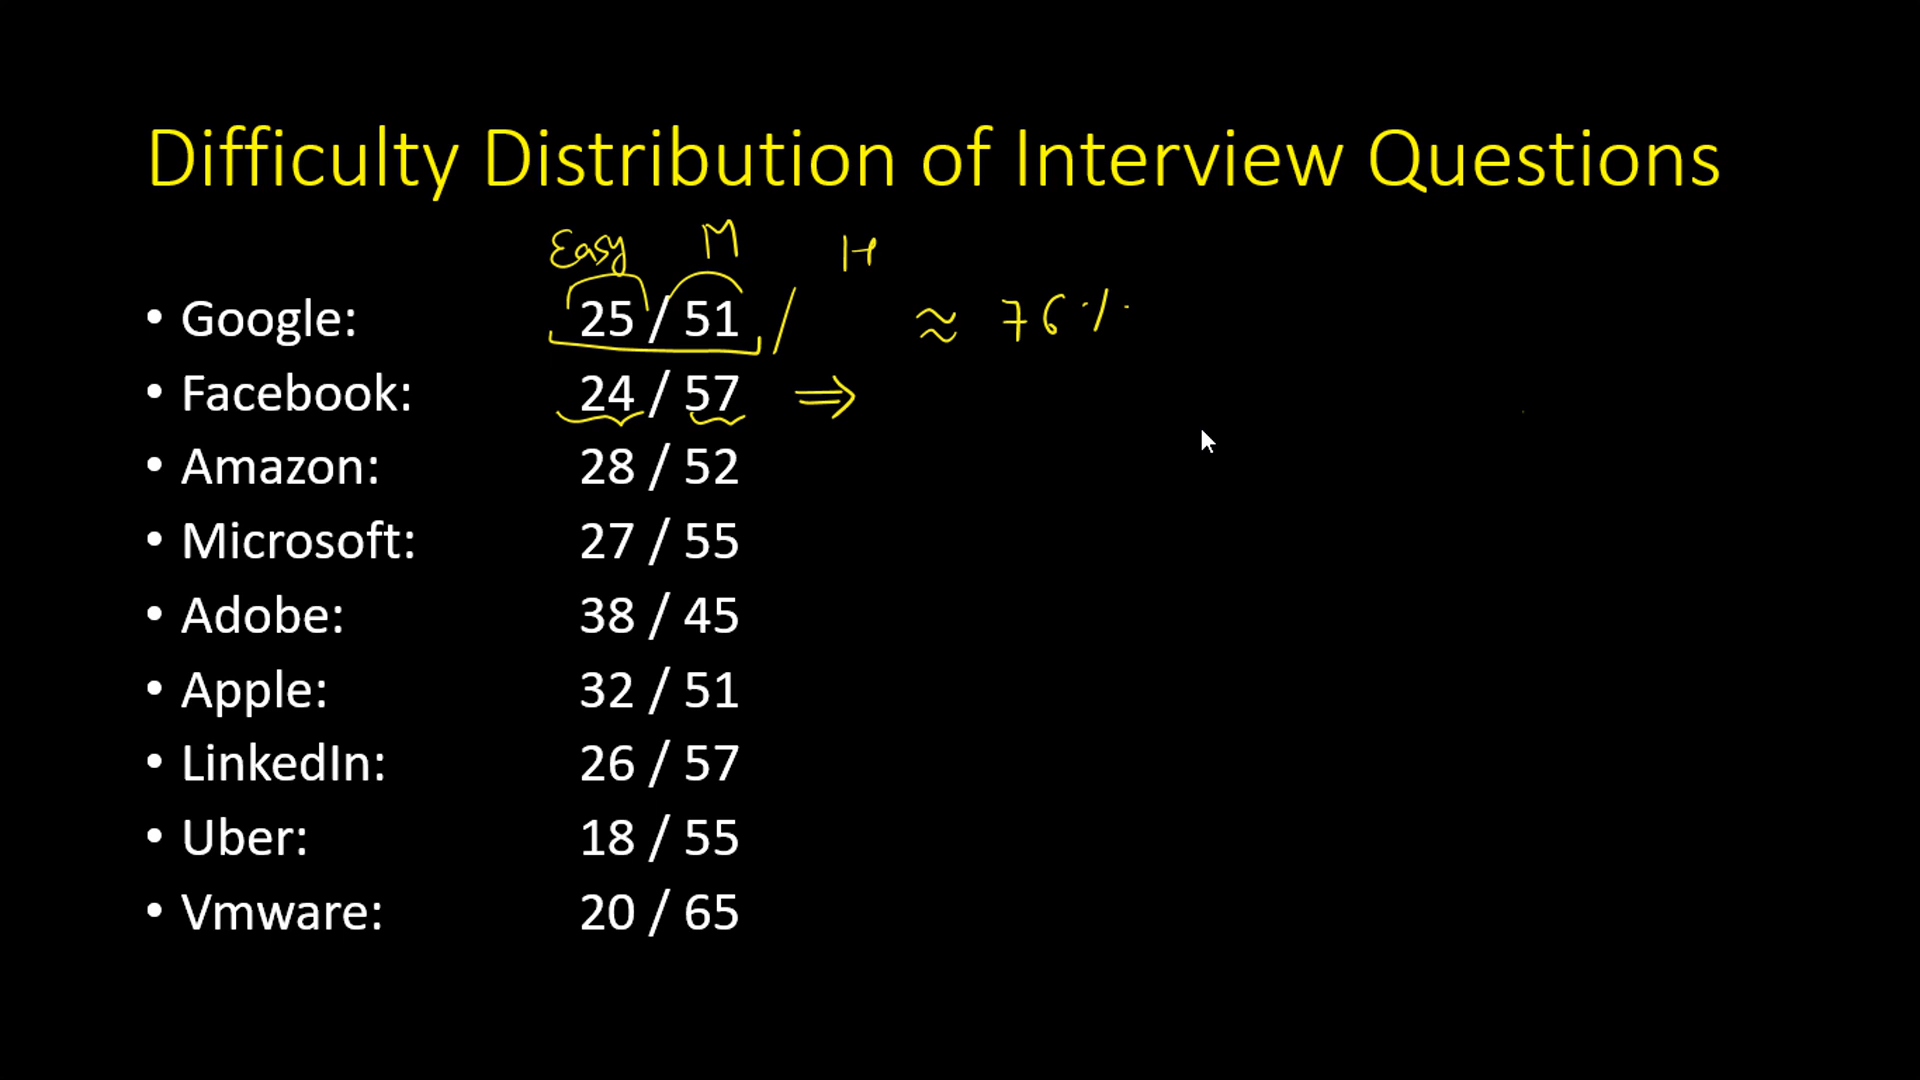 Difficulty Distribution of Interview Questions
Easy M H
• Google: 25 / 51 / ≈ 76 %
• Facebook: 24 / 57 ⇒
• Amazon: 28 / 52
• Microsoft: 27 / 55
• Adobe: 38 / 45
• Apple: 32 / 51
• LinkedIn: 26 / 57
• Uber: 18 / 55
• Vmware: 20 / 65